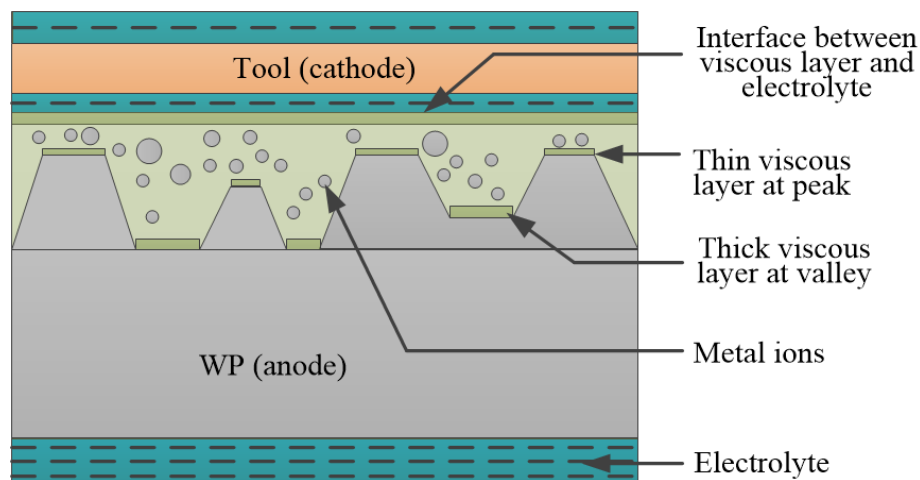 Tool (cathode)
Interface between
viscous layer and
electrolyte
Thin viscous
layer at peak
Thick viscous
layer at valley
Metal ions
WP (anode)
Electrolyte